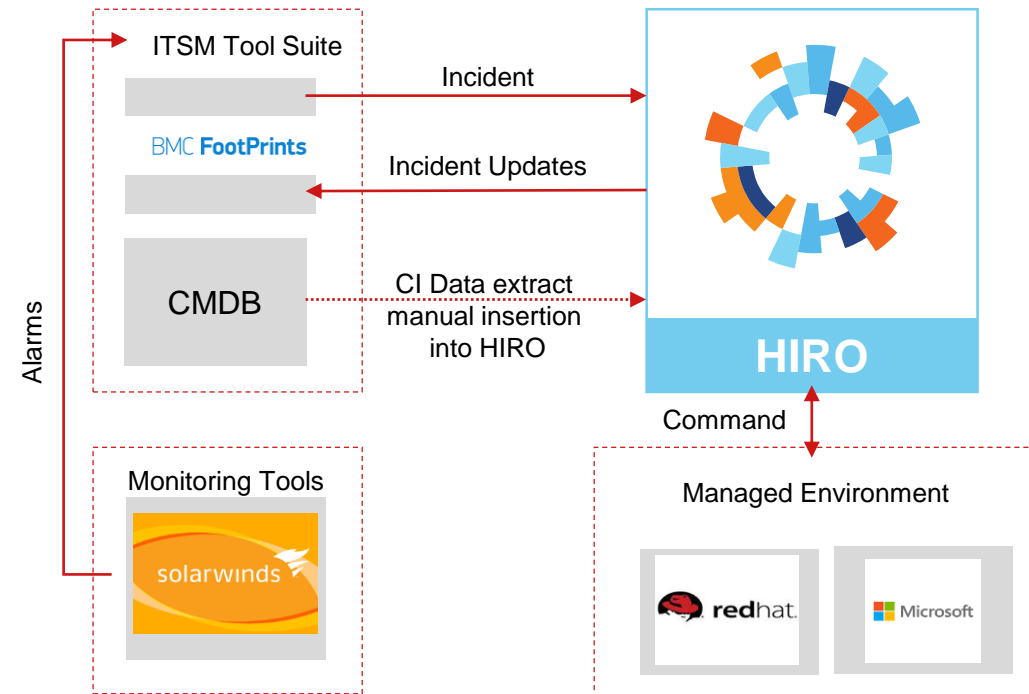 ITSM Tool Suite
BMC FootPrints
CMDB
Alarms
Incident
Incident Updates
CI Data extract
manual insertion
into HIRO
HIRO
Command
Monitoring Tools
solarwinds
Managed Environment
redhat.
Microsoft